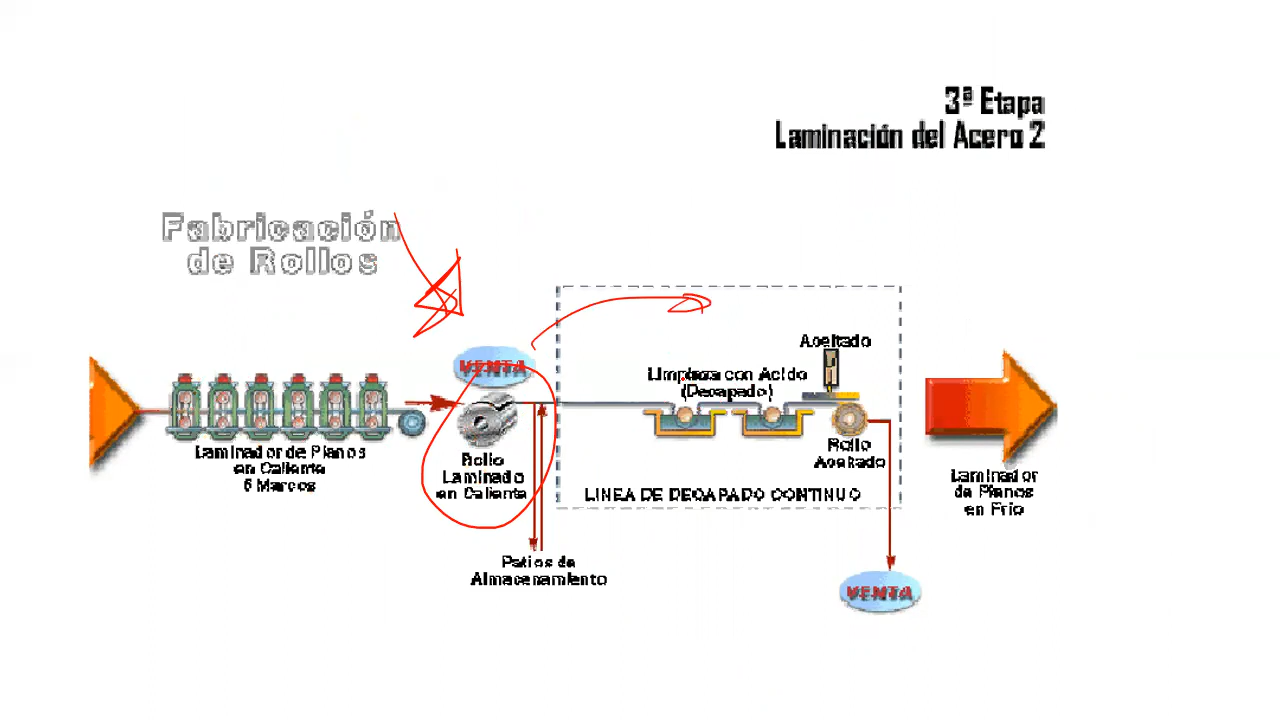 3ª Etapa
Laminación del Acero 2
Fabricación
de Rollos
VENTA
Aceitado
Limpieza con Acido
(Decapado)
Laminador de Planos
en Caliente
6 Marcos
Rollo
Laminado
en Caliente
Rollo
Aceitado
LINEA DE DECAPADO CONTINUO
Laminador
de Planos
en Frio
Patios de
Almacenamiento
VENTA